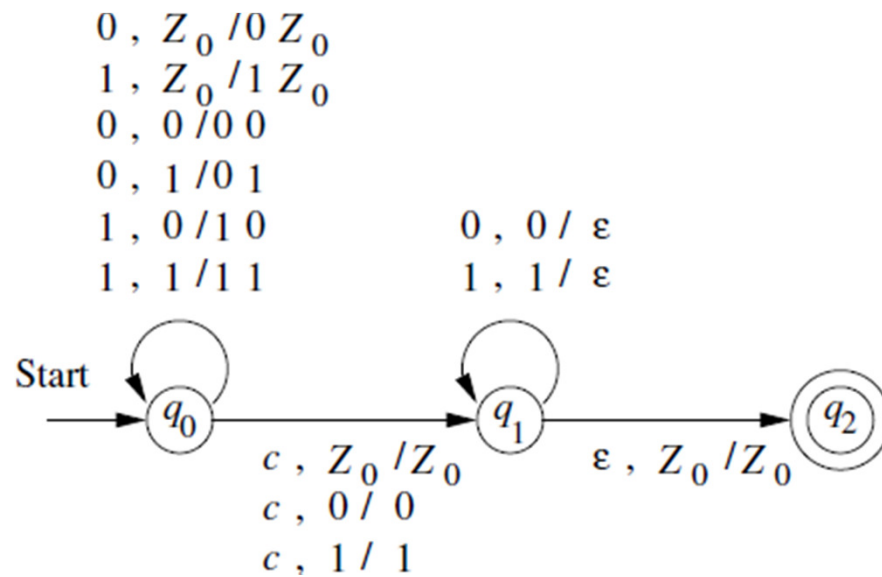 0 , Z₀ / 0 Z₀
1 , Z₀ / 1 Z₀
0 , 0 / 0 0
0 , 1 / 0 1
1 , 0 / 1 0
1 , 1 / 1 1
0 , 0 / ε
1 , 1 / ε
Start
q₀
q₁
q₂
c , Z₀ / Z₀
c , 0 / 0
c , 1 / 1
ε , Z₀ / Z₀